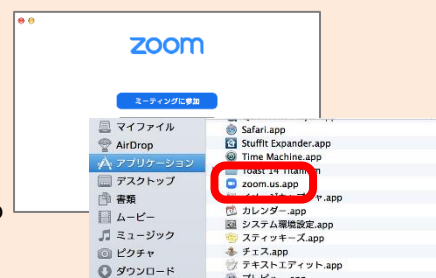 zoom
ミーティングに参加
マイファイル
AirDrop
アプリケーション
デスクトップ
書類
ムービー
ミュージック
ピクチャ
ダウンロード
Safari.app
StuffIt Expander.app
Time Machine.app
Toast 14 Titanium
zoom.us.app
カレンダー.app
システム環境設定.app
スティッキーズ.app
チェス.app
テキストエディット.app